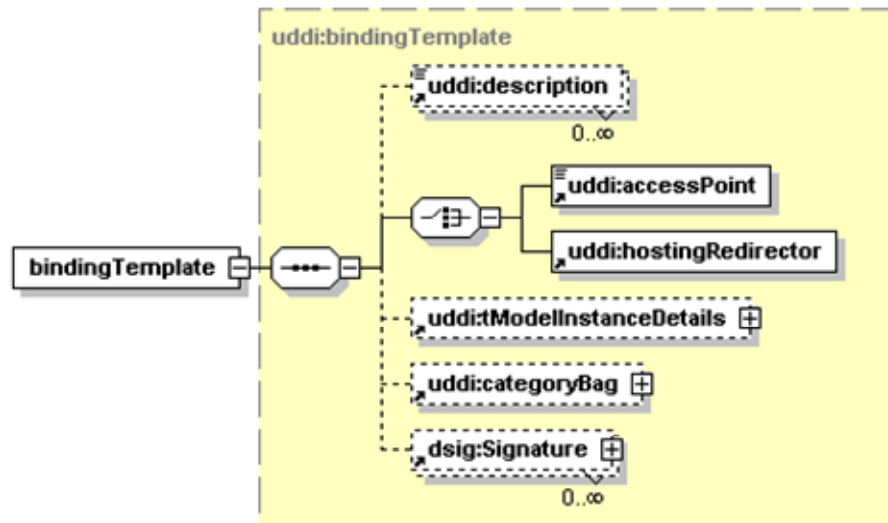 uddi:bindingTemplate
uddi:description
0..∞
uddi:accessPoint
uddi:hostingRedirector
bindingTemplate
uddi:tModelInstanceDetails
uddi:categoryBag
dsig:Signature
0..∞